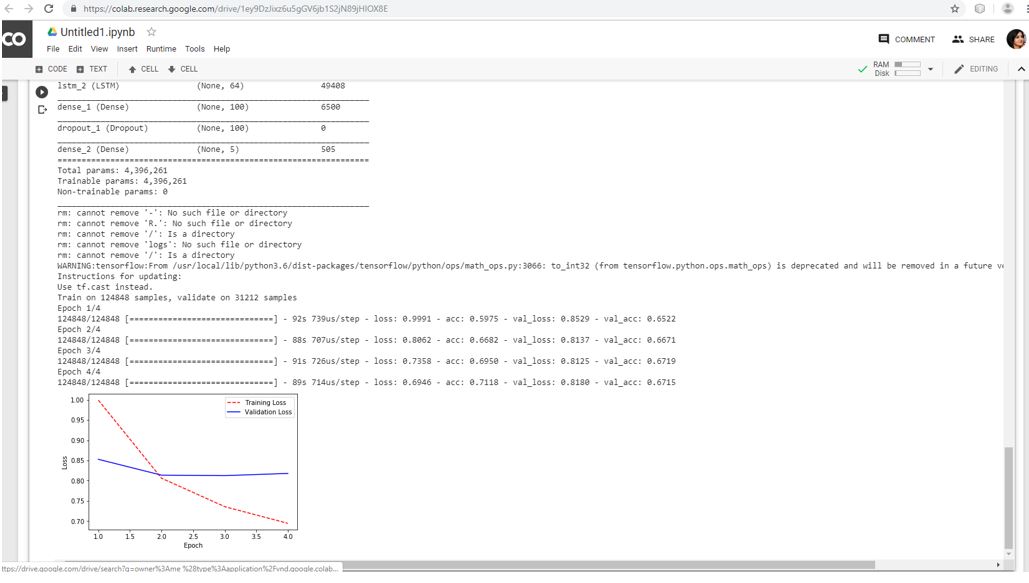 https://colab.research.google.com/drive/1ey9DzJixz6u5gGV6jb1S2jN89jHIOX8E
CO
Untitled1.ipynb
File Edit View Insert Runtime Tools Help
COMMENT SHARE
CODE TEXT CELL CELL
RAM
Disk
EDITING
lstm_2 (LSTM) (None, 64) 49408
_________________________________________________________________
dense_1 (Dense) (None, 100) 6500
_________________________________________________________________
dropout_1 (Dropout) (None, 100) 0
_________________________________________________________________
dense_2 (Dense) (None, 5) 505
=================================================================
Total params: 4,396,261
Trainable params: 4,396,261
Non-trainable params: 0
_________________________________________________________________
rm: cannot remove '-': No such file or directory
rm: cannot remove 'R.': No such file or directory
rm: cannot remove '/': Is a directory
rm: cannot remove 'logs': No such file or directory
rm: cannot remove '/': Is a directory
WARNING:tensorflow:From /usr/local/lib/python3.6/dist-packages/tensorflow/python/ops/math_ops.py:3066: to_int32 (from tensorflow.python.ops.math_ops) is deprecated and will be removed in a future ve
Instructions for updating:
Use tf.cast instead.
Train on 124848 samples, validate on 31212 samples
Epoch 1/4
124848/124848 [==============================] - 92s 739us/step - loss: 0.9991 - acc: 0.5975 - val_loss: 0.8529 - val_acc: 0.6522
Epoch 2/4
124848/124848 [==============================] - 88s 707us/step - loss: 0.8062 - acc: 0.6682 - val_loss: 0.8137 - val_acc: 0.6671
Epoch 3/4
124848/124848 [==============================] - 91s 726us/step - loss: 0.7358 - acc: 0.6950 - val_loss: 0.8125 - val_acc: 0.6719
Epoch 4/4
124848/124848 [==============================] - 89s 714us/step - loss: 0.6946 - acc: 0.7118 - val_loss: 0.8180 - val_acc: 0.6715
Training Loss
Validation Loss
1.00
0.95
0.90
0.85
0.80
0.75
0.70
Loss
1.0 1.5 2.0 2.5 3.0 3.5 4.0
Epoch
ttps://drive.google.com/drive/search?q=owner%3Ame %28type%3Aapplication%2Fvnd.google.colab...